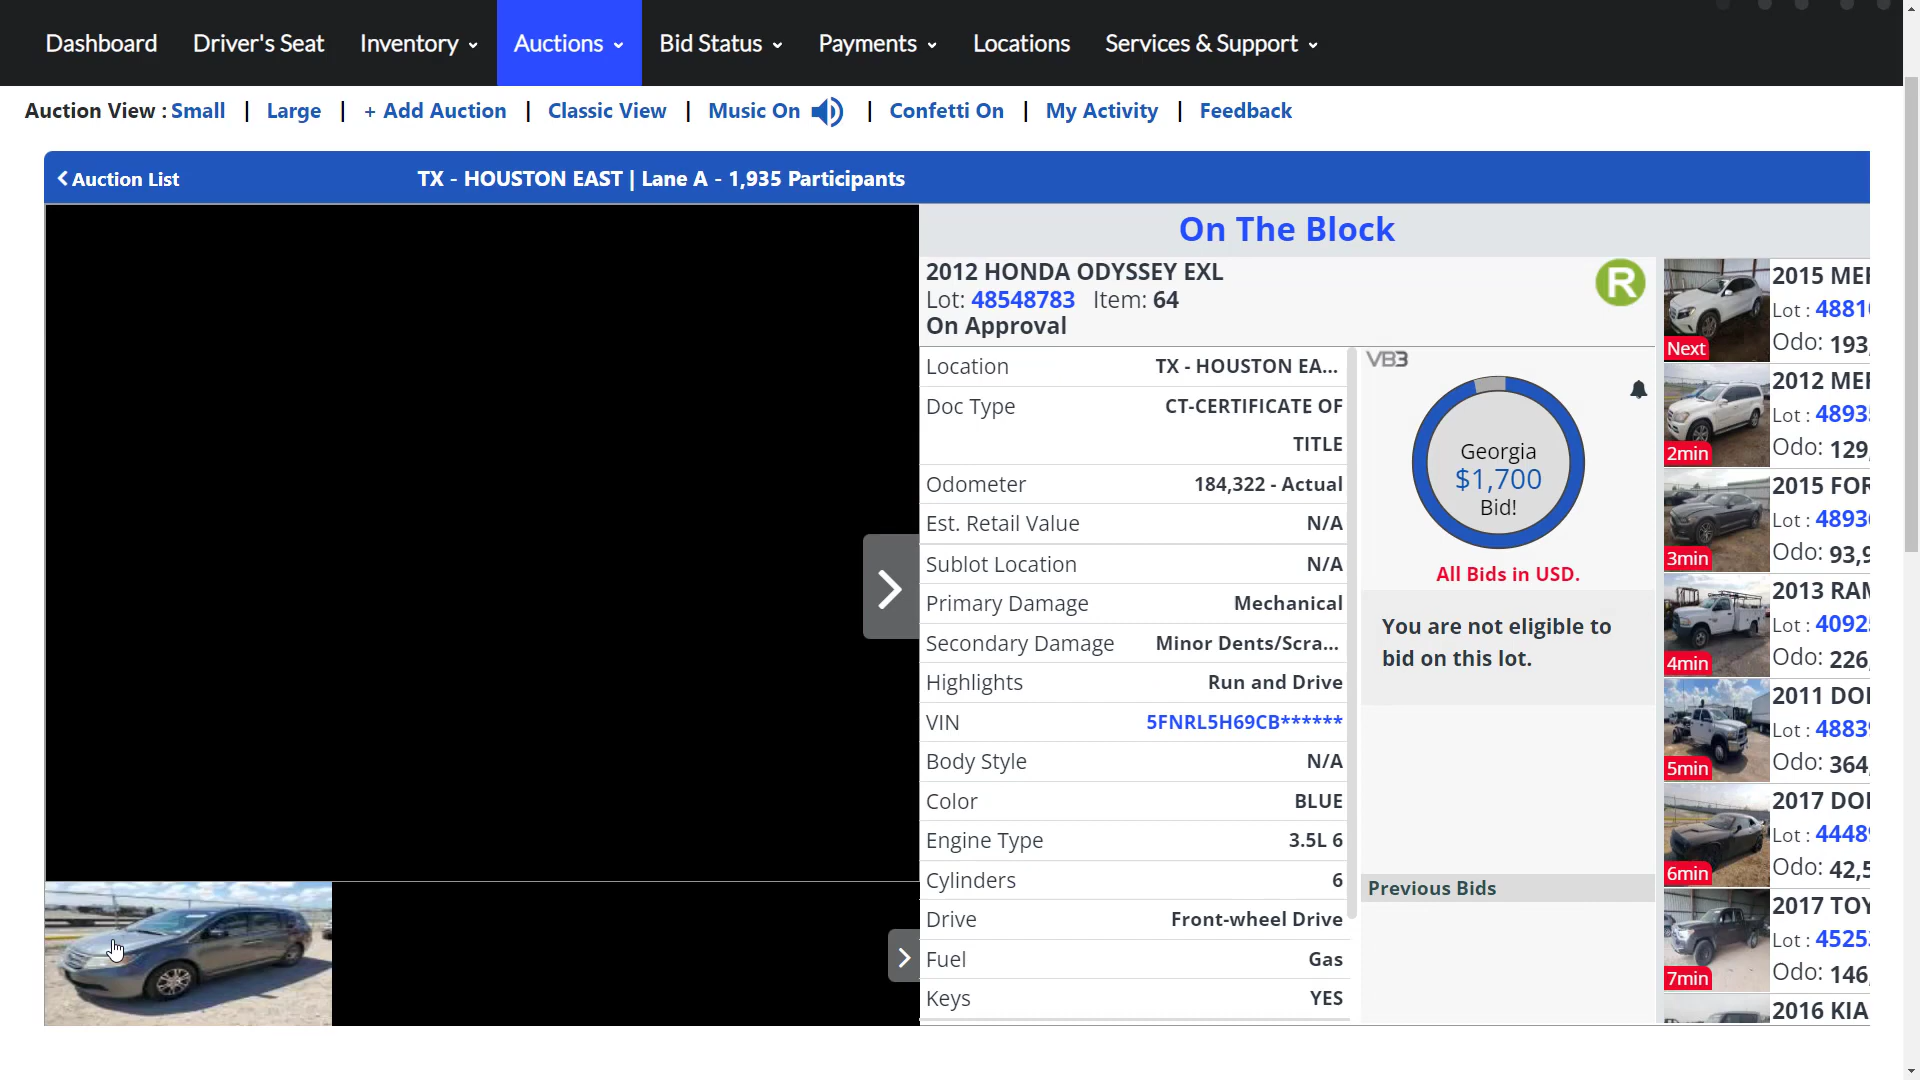 Dashboard Driver's Seat Inventory Auctions Bid Status Payments Locations Services & Support
Auction View : Small | Large | + Add Auction | Classic View | Music On | Confetti On | My Activity | Feedback
Auction List
TX - HOUSTON EAST | Lane A - 1,935 Participants
On The Block
2012 HONDA ODYSSEY EXL
Lot: 48548783 Item: 64
On Approval
R
Location TX - HOUSTON EA...
Doc Type CT-CERTIFICATE OF
TITLE
Odometer 184,322 - Actual
Est. Retail Value N/A
Sublot Location N/A
Primary Damage Mechanical
Secondary Damage Minor Dents/Scra...
Highlights Run and Drive
VIN 5FNRL5H69CB******
Body Style N/A
Color BLUE
Engine Type 3.5L 6
Cylinders 6
Drive Front-wheel Drive
Fuel Gas
Keys YES
VB3
Georgia
$1,700
Bid!
All Bids in USD.
You are not eligible to
bid on this lot.
Previous Bids
2015 MER
Lot : 4881
Next
Odo: 193,
2012 MER
Lot : 4893
2min
Odo: 129,
2015 FOR
Lot : 4893
3min
Odo: 93,9
2013 RAM
Lot : 4092
4min
Odo: 226,
2011 DOD
Lot : 4883
5min
Odo: 364,
2017 DOD
Lot : 4448
6min
Odo: 42,5
2017 TOY
Lot : 4525
7min
Odo: 146,
2016 KIA